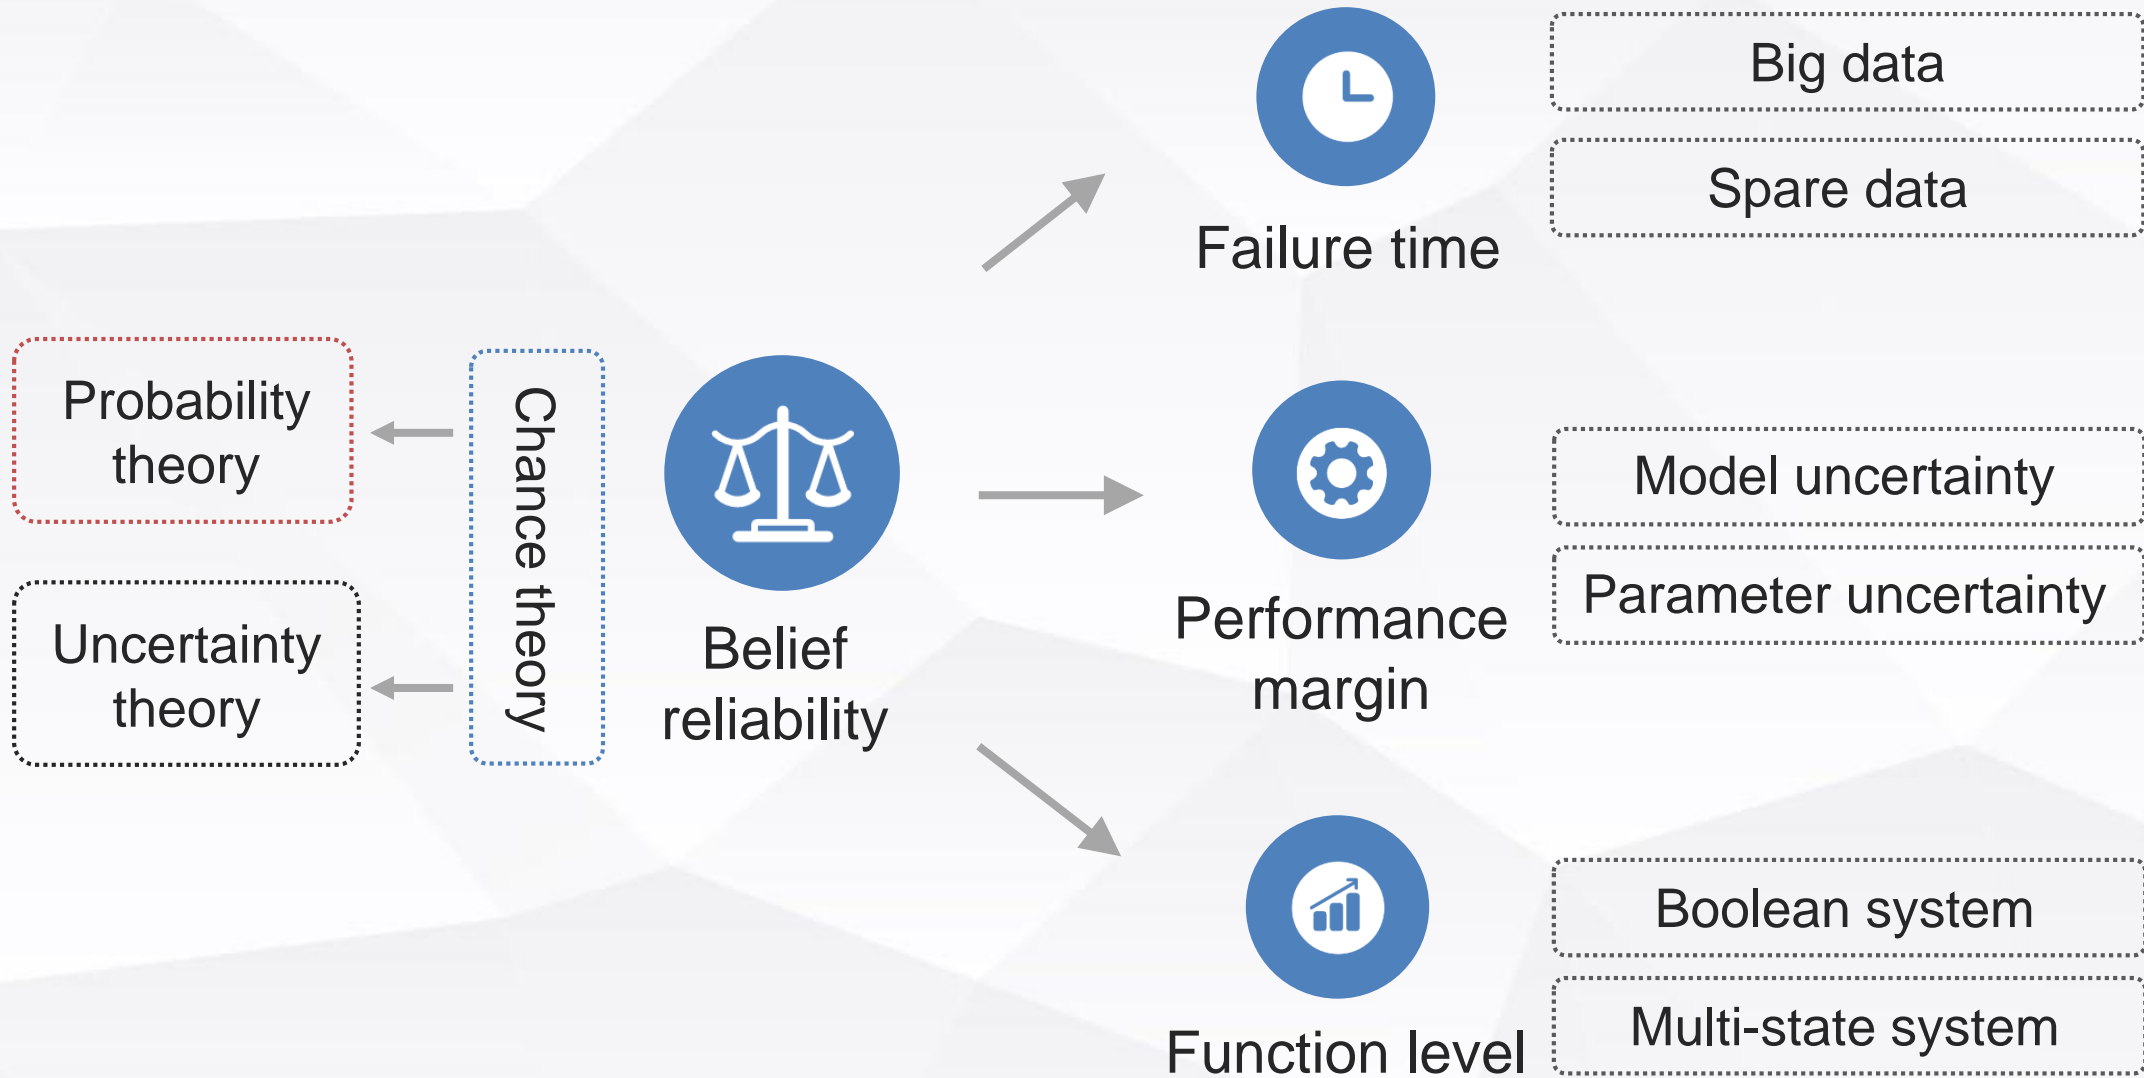 Probability
theory
Uncertainty
theory
Chance theory
Belief
reliability
Failure time
Big data
Spare data
Performance
margin
Model uncertainty
Parameter uncertainty
Function level
Boolean system
Multi-state system